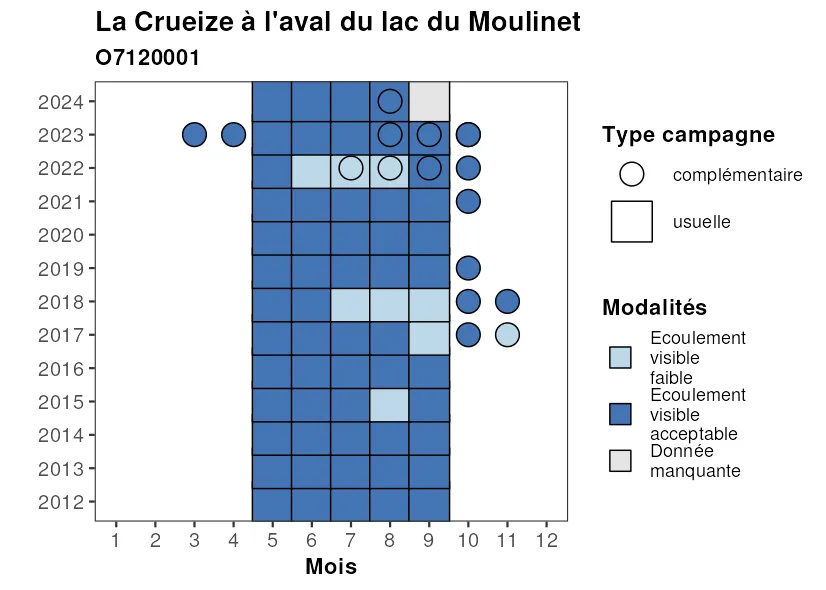 La Crueize à l'aval du lac du Moulinet
O7120001
2024
2023
2022
2021
2020
2019
2018
2017
2016
2015
2014
2013
2012
1 2 3 4 5 6 7 8 9 10 11 12
Mois
Type campagne
complémentaire
usuelle
Modalités
Ecoulement
visible
faible
Ecoulement
visible
acceptable
Donnée
manquante